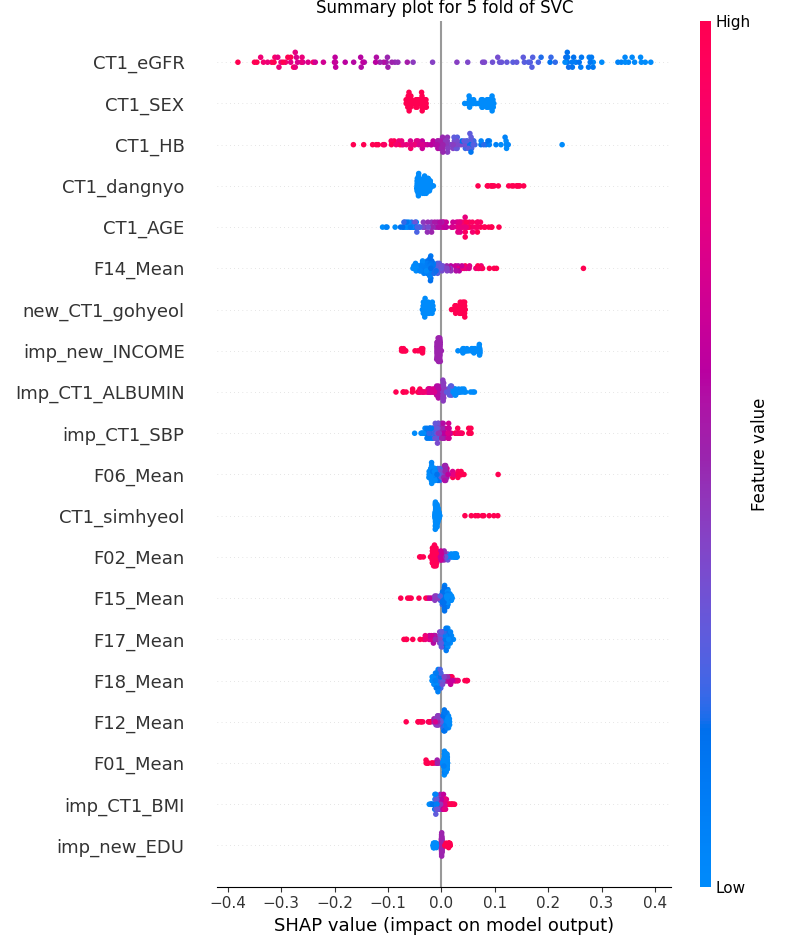 Summary plot for 5 fold of SVC
High
CT1_eGFR
CT1_SEX
CT1_HB
CT1_dangnyo
CT1_AGE
F14_Mean
new_CT1_gohyeol
imp_new_INCOME
Imp_CT1_ALBUMIN
imp_CT1_SBP
F06_Mean
CT1_simhyeol
F02_Mean
F15_Mean
F17_Mean
F18_Mean
F12_Mean
F01_Mean
imp_CT1_BMI
imp_new_EDU
Feature value
Low
−0.4 −0.3 −0.2 −0.1 0.0 0.1 0.2 0.3 0.4
SHAP value (impact on model output)